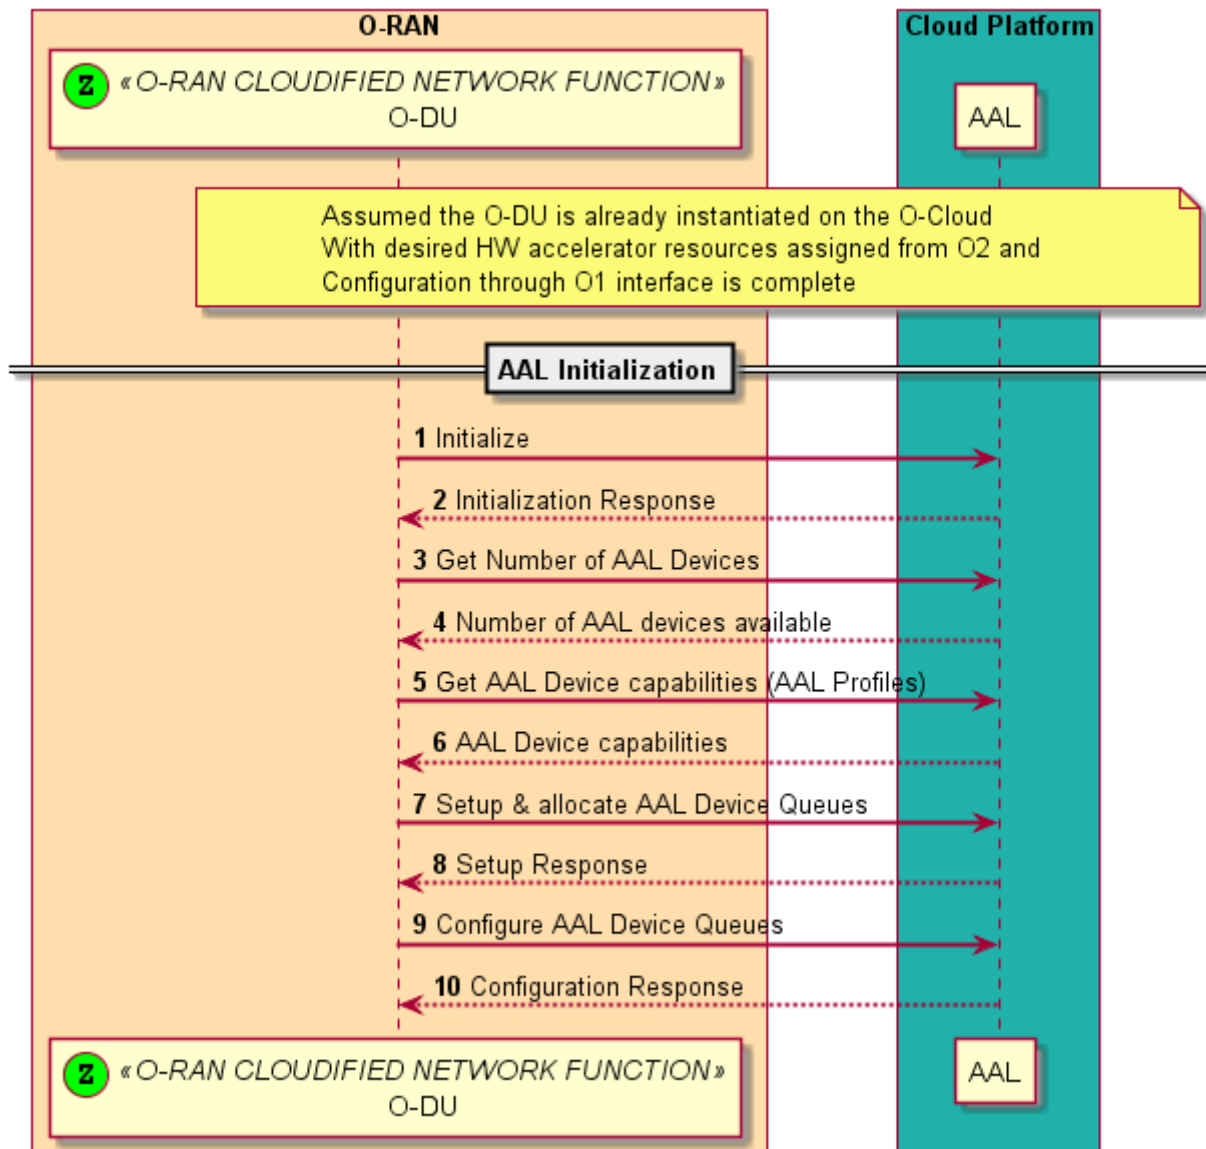 O-RAN
Cloud Platform
Z «O-RAN CLOUDIFIED NETWORK FUNCTION»
O-DU
AAL
Assumed the O-DU is already instantiated on the O-Cloud
With desired HW accelerator resources assigned from O2 and
Configuration through O1 interface is complete
AAL Initialization
1 Initialize
2 Initialization Response
3 Get Number of AAL Devices
4 Number of AAL devices available
5 Get AAL Device capabilities (AAL Profiles)
6 AAL Device capabilities
7 Setup & allocate AAL Device Queues
8 Setup Response
9 Configure AAL Device Queues
10 Configuration Response
Z «O-RAN CLOUDIFIED NETWORK FUNCTION»
O-DU
AAL